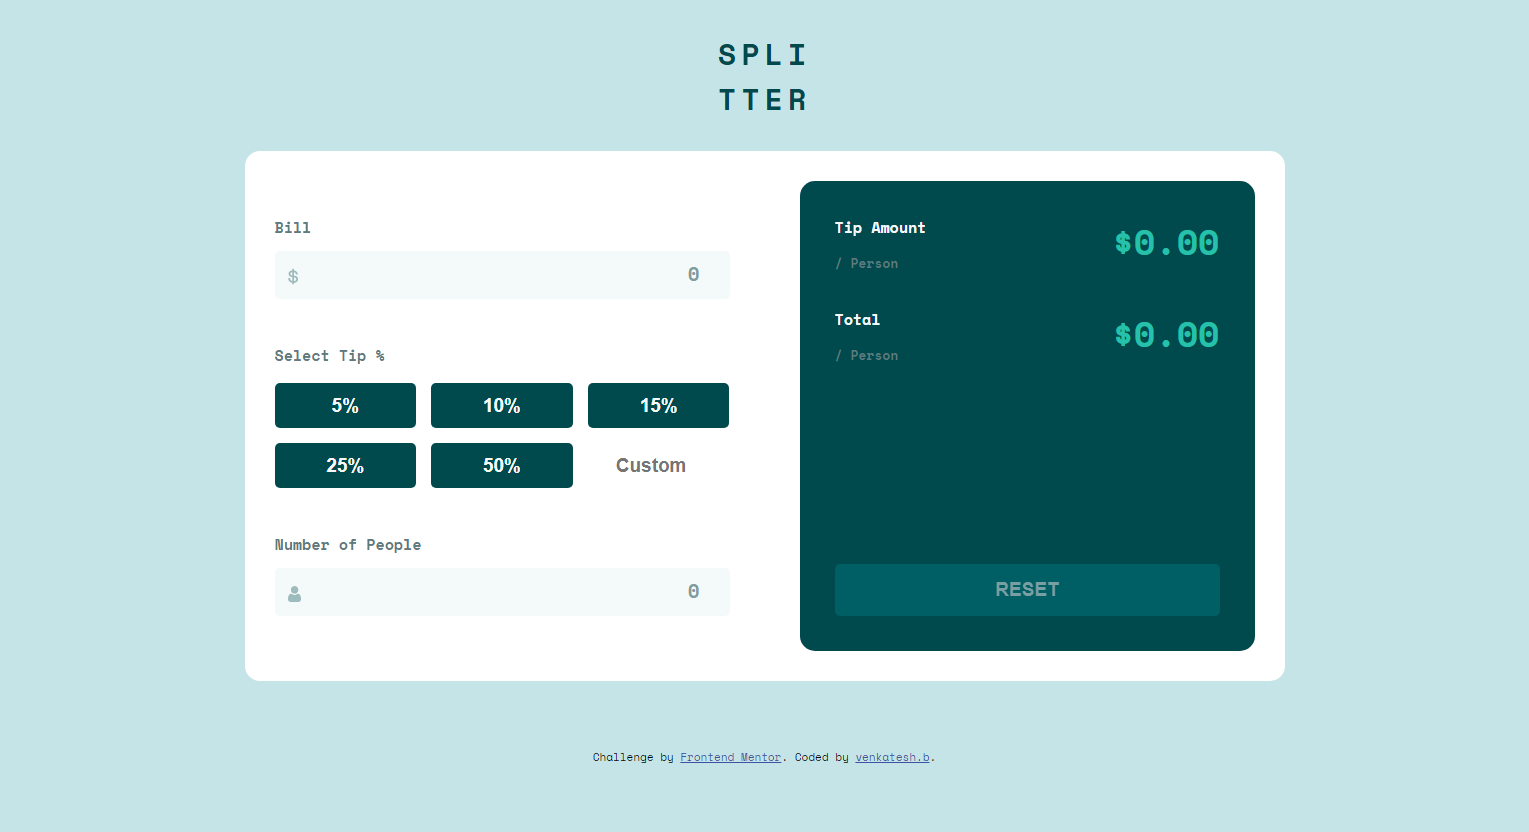 SPLI
TTER
Bill
$
0
Select Tip %
5%
10%
15%
25%
50%
Custom
Number of People
0
Tip Amount
/ Person
$0.00
Total
/ Person
$0.00
RESET
Challenge by Frontend Mentor. Coded by venkatesh.b.